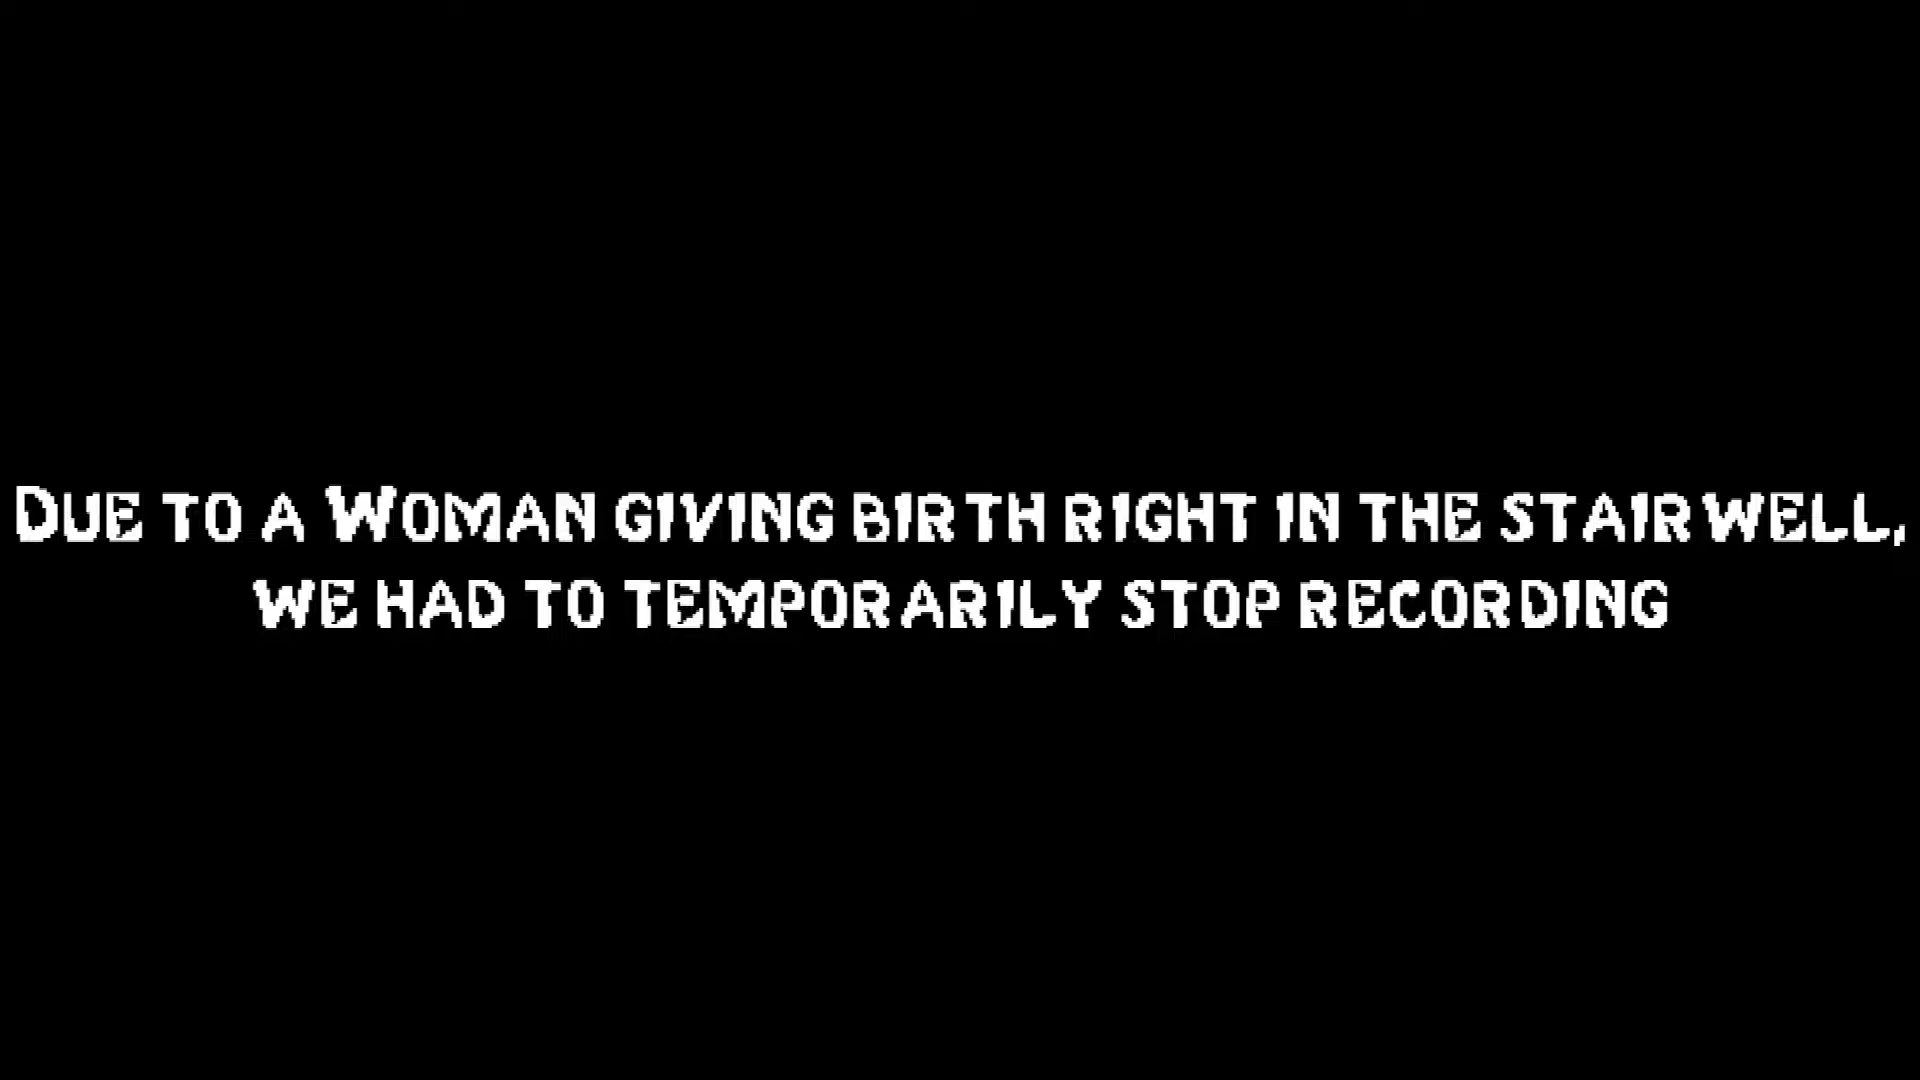 Due to a Woman giving birth right in the stairwell,
we had to temporarily stop recording